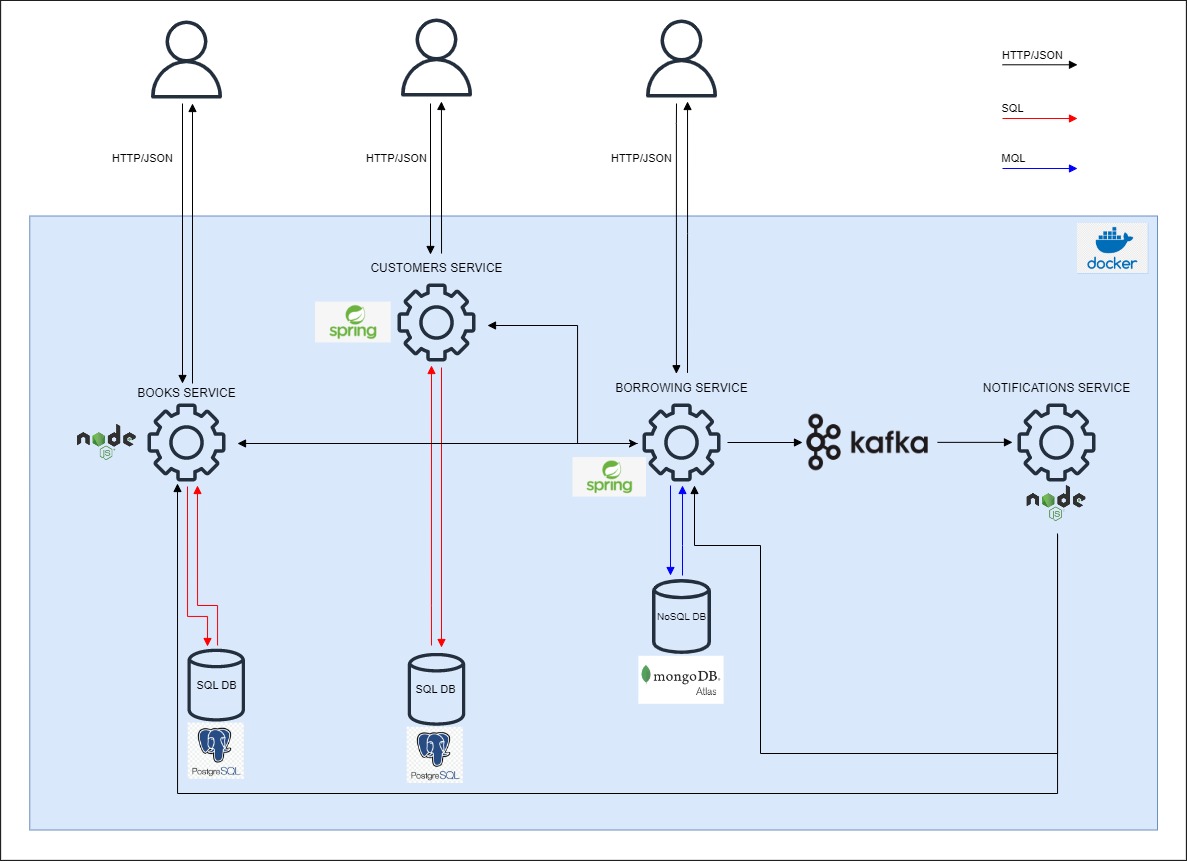 HTTP/JSON
SQL
MQL
HTTP/JSON
HTTP/JSON
HTTP/JSON
docker
CUSTOMERS SERVICE
spring
BOOKS SERVICE
BORROWING SERVICE
NOTIFICATIONS SERVICE
node
JS
kafka
spring
node
JS
NoSQL DB
mongoDB.
Atlas
SQL DB
SQL DB
PostgreSQL
PostgreSQL